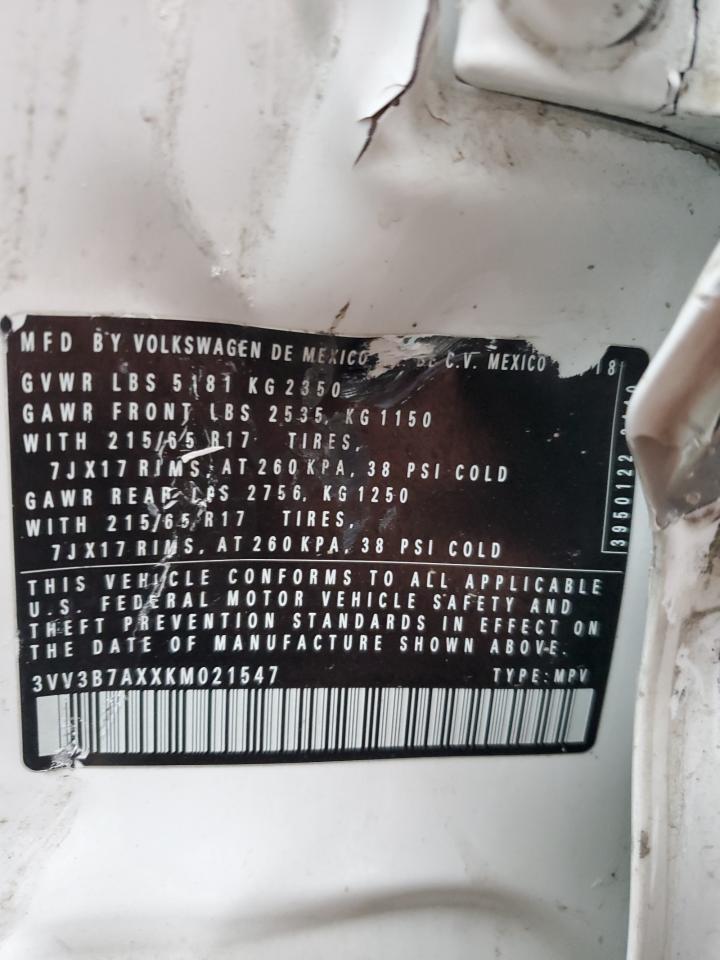 MFD BY VOLKSWAGEN DE MEXICO DE C.V. MEXICO 18
GVWR LBS 5181 KG 2350
GAWR FRONT LBS 2535, KG 1150
WITH 215/65 R17 TIRES,
7JX17 RIMS, AT 260 KPA, 38 PSI COLD
GAWR REAR LBS 2756, KG 1250
WITH 215/65 R17 TIRES,
7JX17 RIMS, AT 260 KPA, 38 PSI COLD
THIS VEHICLE CONFORMS TO ALL APPLICABLE
U.S. FEDERAL MOTOR VEHICLE SAFETY AND
THEFT PREVENTION STANDARDS IN EFFECT ON
THE DATE OF MANUFACTURE SHOWN ABOVE.
3VV3B7AXXKM021547 TYPE: MPV
3950122